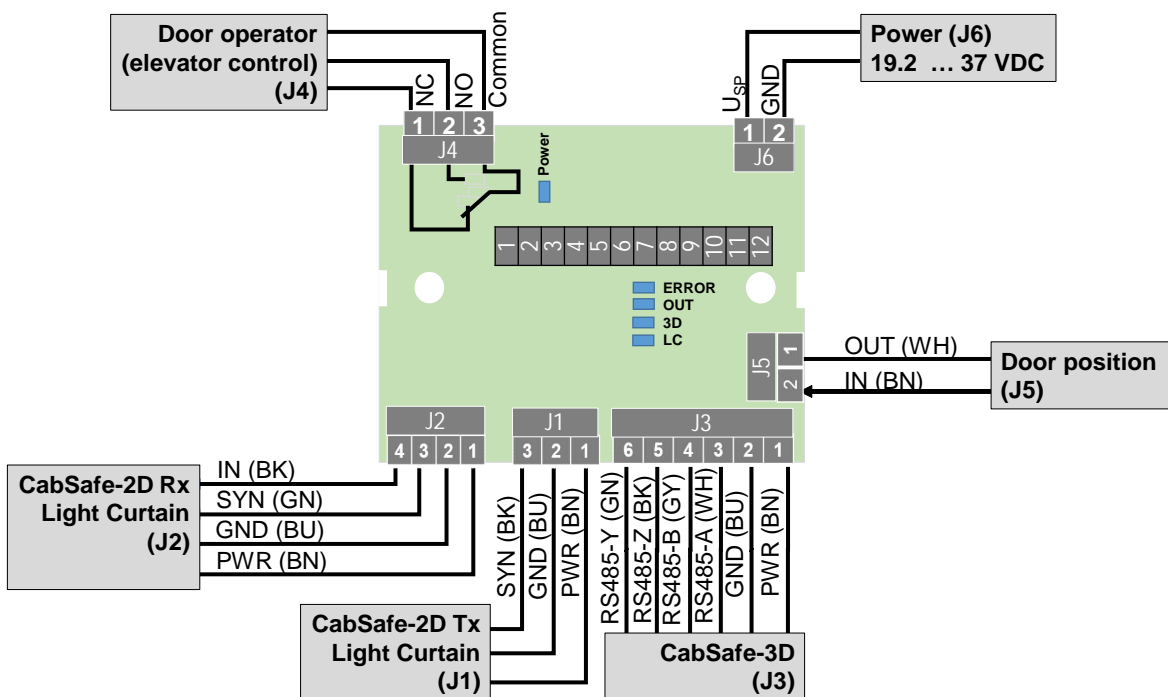 Door operator
(elevator control)
(J4)
NC
NO
Common
1 2 3
J4
Power
Power (J6)
19.2 … 37 VDC
USP
GND
1 2
J6
1 2 3 4 5 6 7 8 9 10 11 12
ERROR
OUT
3D
LC
J5
1
2
OUT (WH)
IN (BN)
Door position
(J5)
J2
4 3 2 1
J1
3 2 1
J3
6 5 4 3 2 1
CabSafe-2D Rx
Light Curtain
(J2)
IN (BK)
SYN (GN)
GND (BU)
PWR (BN)
SYN (BK)
GND (BU)
PWR (BN)
RS485-Y (GN)
RS485-Z (BK)
RS485-B (GY)
RS485-A (WH)
GND (BU)
PWR (BN)
CabSafe-2D Tx
Light Curtain
(J1)
CabSafe-3D
(J3)